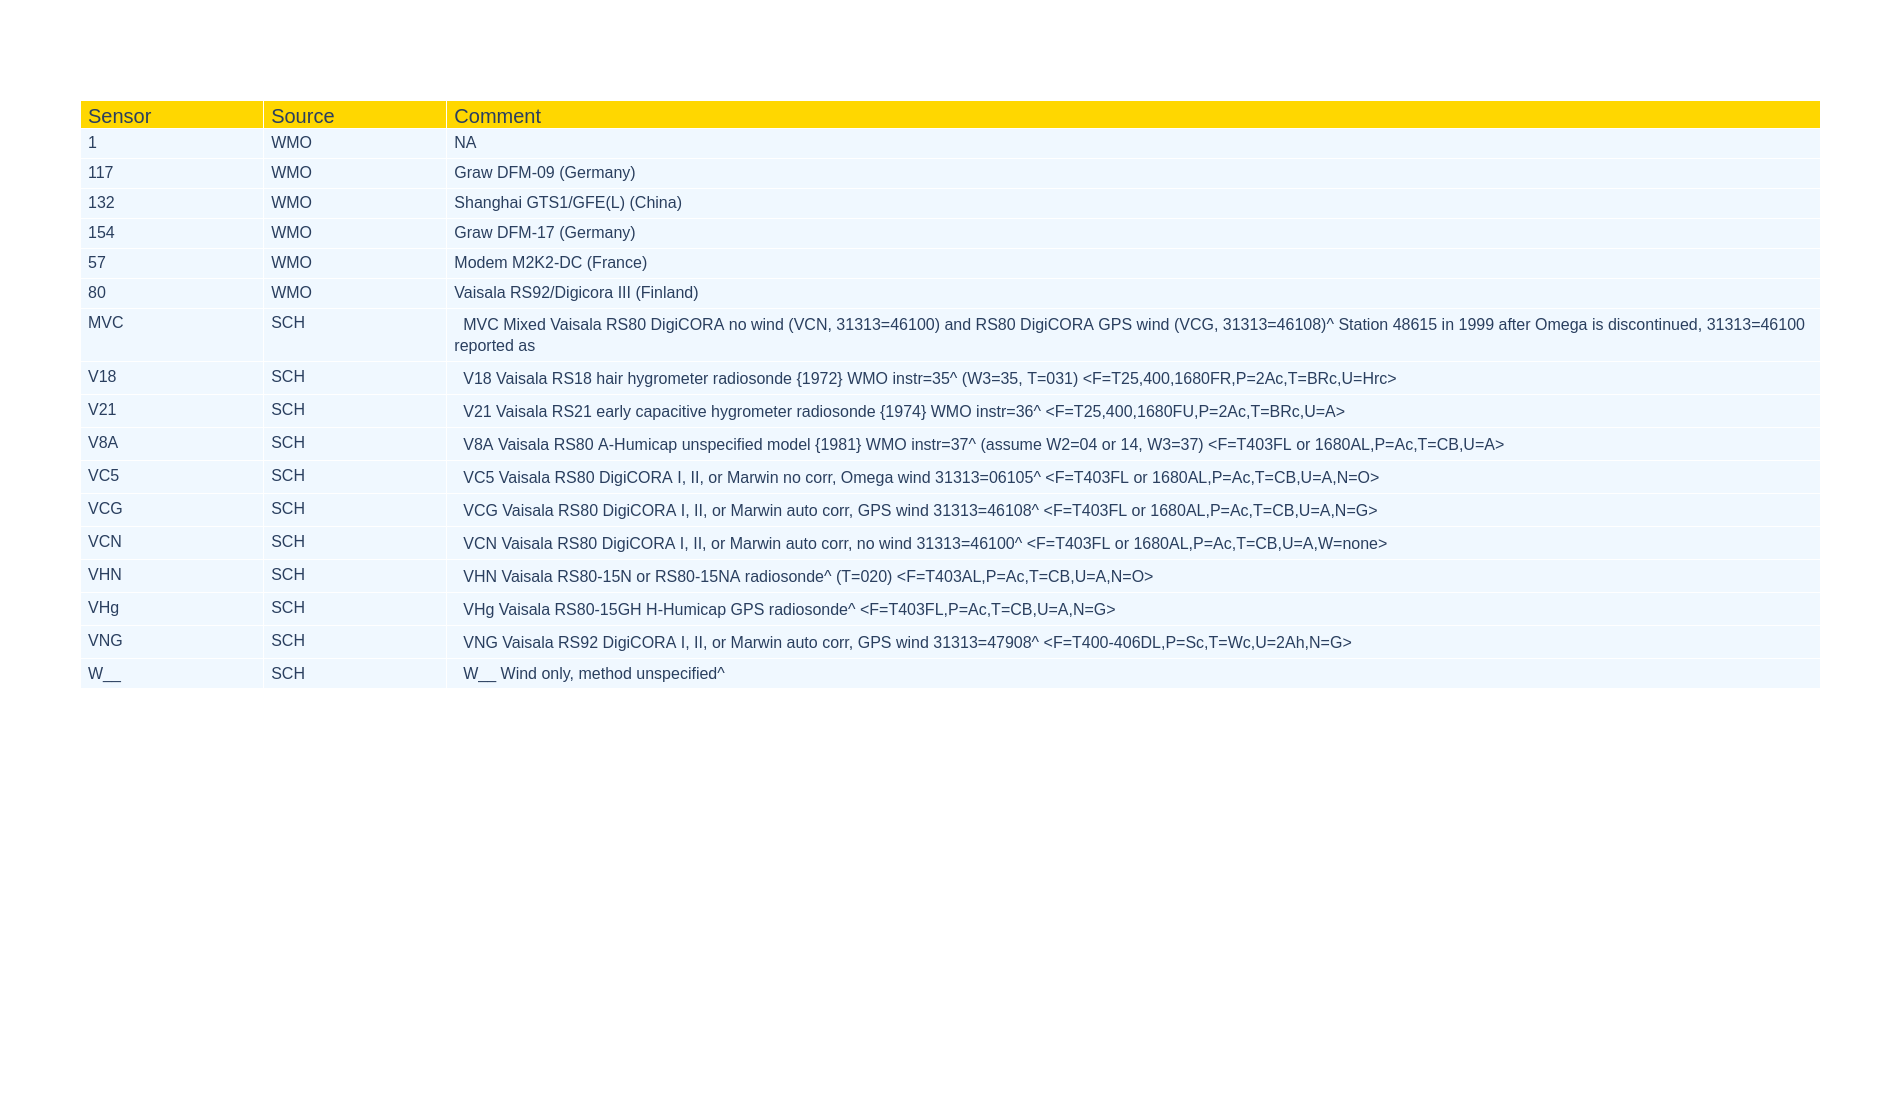 Sensor Source Comment
1 WMO NA
117 WMO Graw DFM-09 (Germany)
132 WMO Shanghai GTS1/GFE(L) (China)
154 WMO Graw DFM-17 (Germany)
57 WMO Modem M2K2-DC (France)
80 WMO Vaisala RS92/Digicora III (Finland)
MVC SCH MVC Mixed Vaisala RS80 DigiCORA no wind (VCN, 31313=46100) and RS80 DigiCORA GPS wind (VCG, 31313=46108)^ Station 48615 in 1999 after Omega is discontinued, 31313=46100
reported as
V18 SCH V18 Vaisala RS18 hair hygrometer radiosonde {1972} WMO instr=35^ (W3=35, T=031) <F=T25,400,1680FR,P=2Ac,T=BRc,U=Hrc>
V21 SCH V21 Vaisala RS21 early capacitive hygrometer radiosonde {1974} WMO instr=36^ <F=T25,400,1680FU,P=2Ac,T=BRc,U=A>
V8A SCH V8A Vaisala RS80 A-Humicap unspecified model {1981} WMO instr=37^ (assume W2=04 or 14, W3=37) <F=T403FL or 1680AL,P=Ac,T=CB,U=A>
VC5 SCH VC5 Vaisala RS80 DigiCORA I, II, or Marwin no corr, Omega wind 31313=06105^ <F=T403FL or 1680AL,P=Ac,T=CB,U=A,N=O>
VCG SCH VCG Vaisala RS80 DigiCORA I, II, or Marwin auto corr, GPS wind 31313=46108^ <F=T403FL or 1680AL,P=Ac,T=CB,U=A,N=G>
VCN SCH VCN Vaisala RS80 DigiCORA I, II, or Marwin auto corr, no wind 31313=46100^ <F=T403FL or 1680AL,P=Ac,T=CB,U=A,W=none>
VHN SCH VHN Vaisala RS80-15N or RS80-15NA radiosonde^ (T=020) <F=T403AL,P=Ac,T=CB,U=A,N=O>
VHg SCH VHg Vaisala RS80-15GH H-Humicap GPS radiosonde^ <F=T403FL,P=Ac,T=CB,U=A,N=G>
VNG SCH VNG Vaisala RS92 DigiCORA I, II, or Marwin auto corr, GPS wind 31313=47908^ <F=T400-406DL,P=Sc,T=Wc,U=2Ah,N=G>
W__ SCH W__ Wind only, method unspecified^